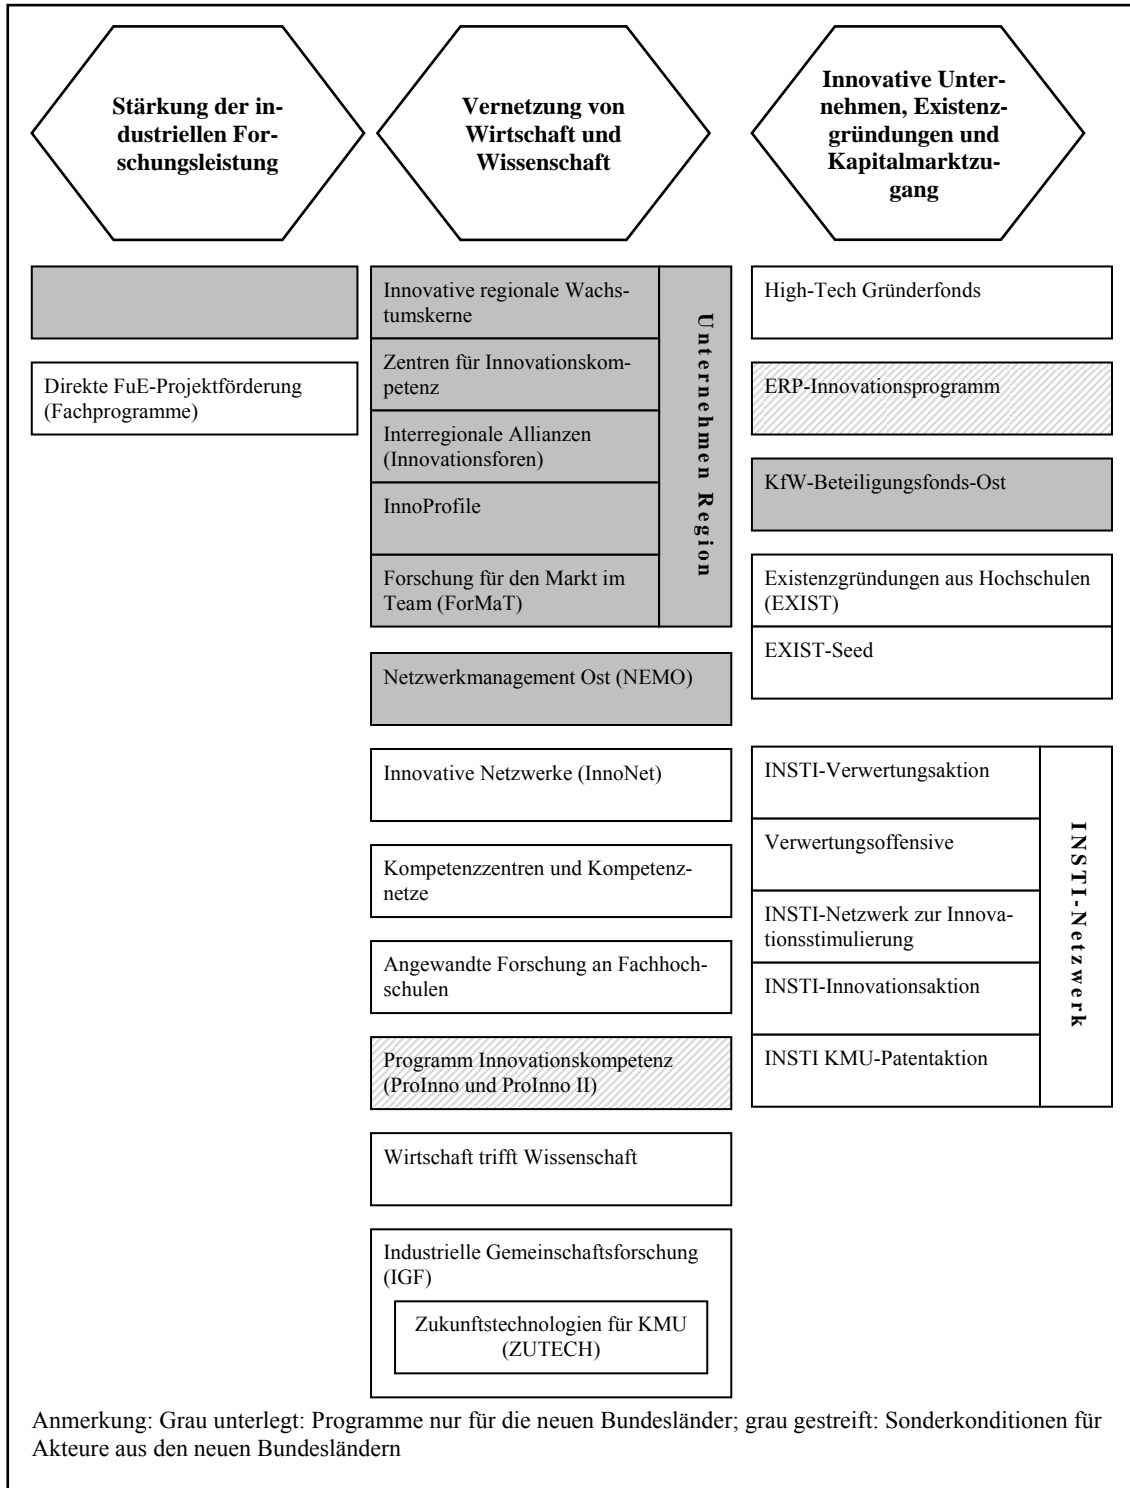 Stärkung der in-
dustriellen For-
schungsleistung
Vernetzung von
Wirtschaft und
Wissenschaft
Innovative Unter-
nehmen, Existenz-
gründungen und
Kapitalmarktzu-
gang
Direkte FuE-Projektförderung
(Fachprogramme)
Innovative regionale Wachs-
tumskerne
Zentren für Innovationskom-
petenz
Interregionale Allianzen
(Innovationsforen)
InnoProfile
Forschung für den Markt im
Team (ForMaT)
Unternehmen Region
Netzwerkmanagement Ost (NEMO)
Innovative Netzwerke (InnoNet)
Kompetenzzentren und Kompetenz-
netze
Angewandte Forschung an Fachhoch-
schulen
Programm Innovationskompetenz
(ProInno und ProInno II)
Wirtschaft trifft Wissenschaft
Industrielle Gemeinschaftsforschung
(IGF)
Zukunftstechnologien für KMU
(ZUTECH)
High-Tech Gründerfonds
ERP-Innovationsprogramm
KfW-Beteiligungsfonds-Ost
Existenzgründungen aus Hochschulen
(EXIST)
EXIST-Seed
INSTI-Verwertungsaktion
Verwertungsoffensive
INSTI-Netzwerk zur Innova-
tionsstimulierung
INSTI-Innovationsaktion
INSTI KMU-Patentaktion
INSTI-Netzwerk
Anmerkung: Grau unterlegt: Programme nur für die neuen Bundesländer; grau gestreift: Sonderkonditionen für
Akteure aus den neuen Bundesländern